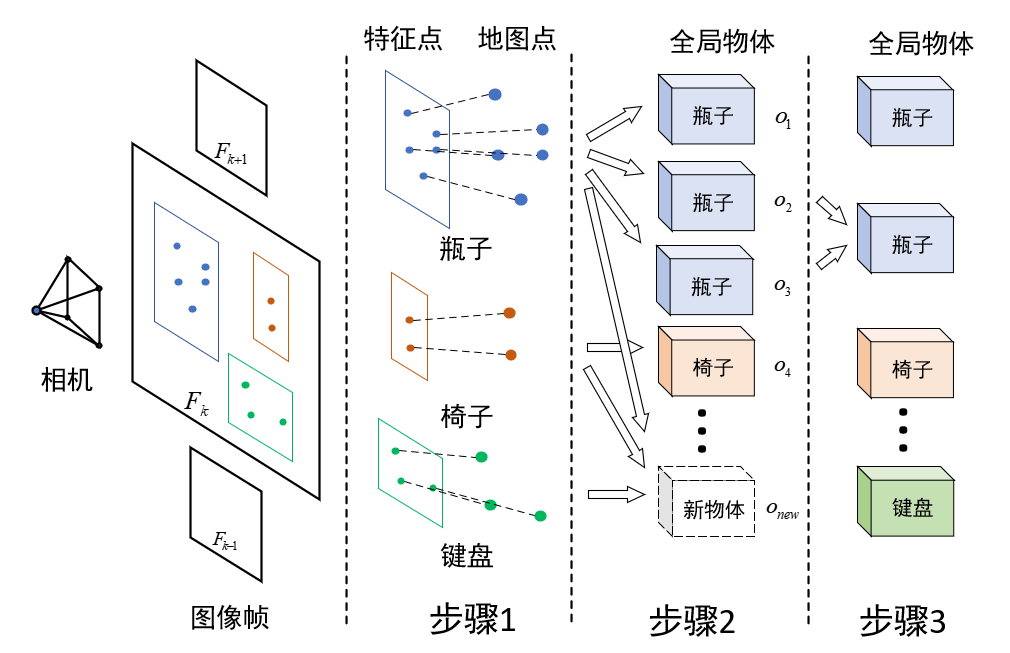 相机
F_{k+1}
F_k
F_{k-1}
图像帧
特征点
地图点
瓶子
椅子
键盘
步骤1
全局物体
瓶子
o_1
瓶子
o_2
瓶子
o_3
椅子
o_4
新物体
o_{new}
步骤2
全局物体
瓶子
瓶子
椅子
键盘
步骤3